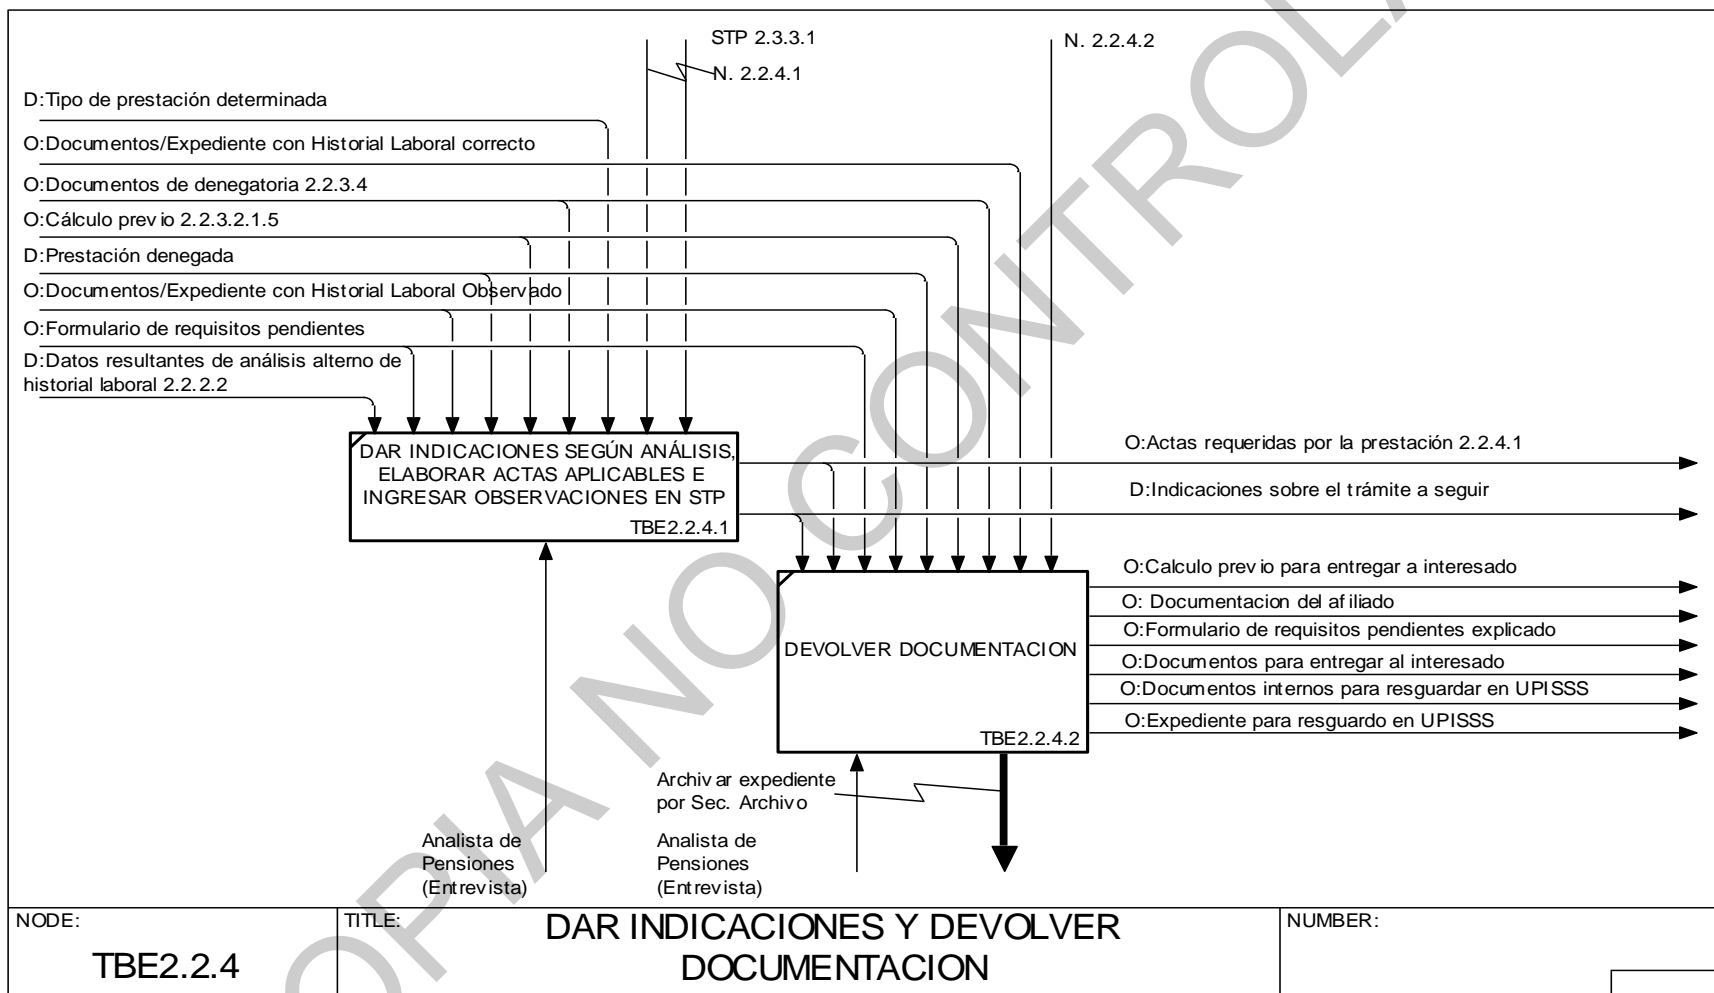 STP 2.3.3.1
N. 2.2.4.1
N. 2.2.4.2
D:Tipo de prestación determinada
O:Documentos/Expediente con Historial Laboral correcto
O:Documentos de denegatoria 2.2.3.4
O:Cálculo previo 2.2.3.2.1.5
D:Prestación denegada
O:Documentos/Expediente con Historial Laboral Observado
O:Formulario de requisitos pendientes
D:Datos resultantes de análisis alterno de
historial laboral 2.2.2.2
DAR INDICACIONES SEGÚN ANÁLISIS,
ELABORAR ACTAS APLICABLES E
INGRESAR OBSERVACIONES EN STP
TBE2.2.4.1
O:Actas requeridas por la prestación 2.2.4.1
D:Indicaciones sobre el trámite a seguir
DEVOLVER DOCUMENTACION
TBE2.2.4.2
O:Calculo previo para entregar a interesado
O: Documentacion del afiliado
O:Formulario de requisitos pendientes explicado
O:Documentos para entregar al interesado
O:Documentos internos para resguardar en UPISSS
O:Expediente para resguardo en UPISSS
Archivar expediente
por Sec. Archivo
Analista de
Pensiones
(Entrevista)
Analista de
Pensiones
(Entrevista)
NODE:
TBE2.2.4
TITLE:
DAR INDICACIONES Y DEVOLVER
DOCUMENTACION
NUMBER:
OPIA NO CONTROLA